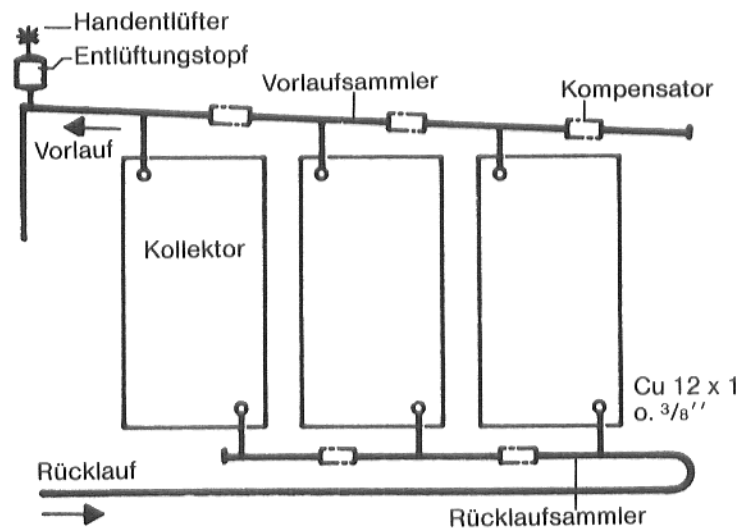 Handentlüfter
Entlüftungstopf
Vorlaufsammler
Kompensator
Vorlauf
Kollektor
Cu 12 x 1
o. 3/8''
Rücklauf
Rücklaufsammler